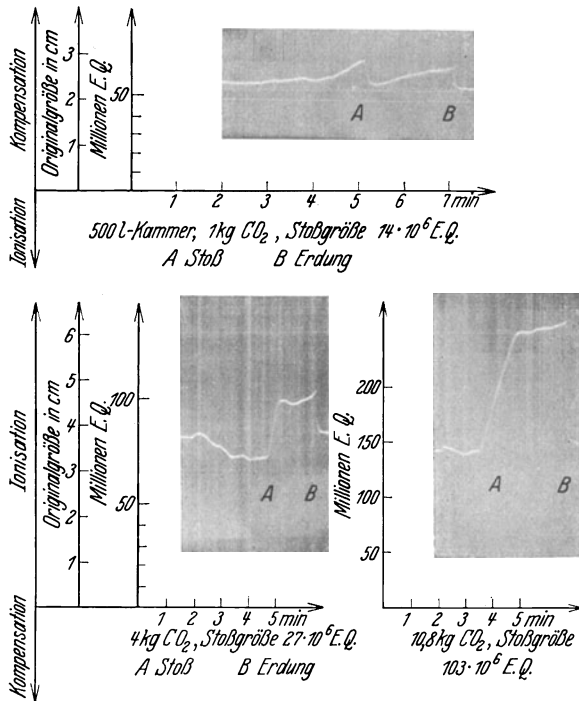 Kompensation
Ionisation
Originalgröße in cm
3
2
1
Millionen E.Q.
50
A
B
1 2 3 4 5 6 7 min
500 l-Kammer, 1 kg CO₂, Stoßgröße 14·10⁶ E.Q.
A Stoß B Erdung
Ionisation
Kompensation
Originalgröße in cm
6
5
4
3
2
1
Millionen E.Q.
100
50
A
B
1 2 3 4 5 min
4 kg CO₂, Stoßgröße 27·10⁶ E.Q.
A Stoß B Erdung
Millionen E.Q.
200
150
140
100
50
A
B
1 2 3 4 5 min
10,8 kg CO₂, Stoßgröße
103·10⁶ E.Q.